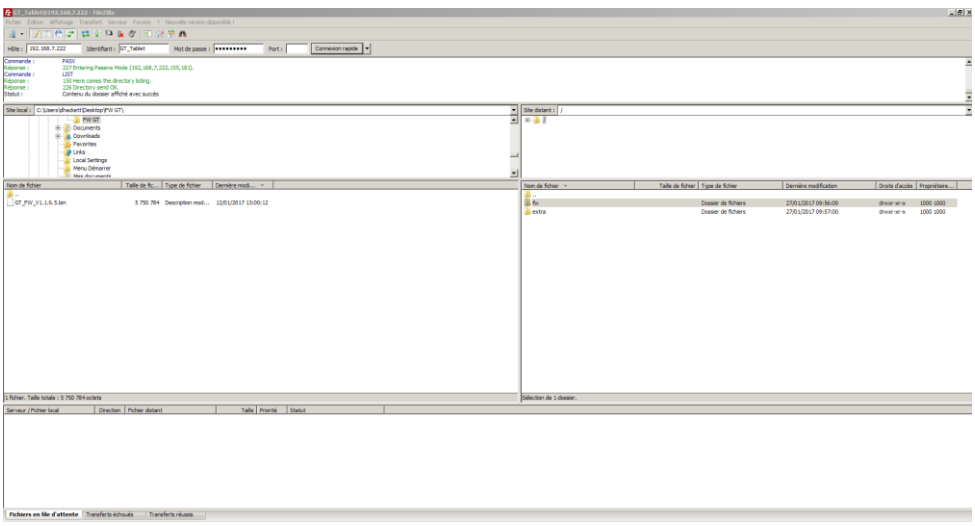 GT_Tablet@192.168.7.222 - FileZilla
Fichier Édition Affichage Transfert Serveur Favoris ? Nouvelle version disponible !
Hôte : 192.168.7.222 Identifiant : GT_Tablet Mot de passe : ●●●●●●●●● Port : Connexion rapide
Commande : PASV
Réponse : 227 Entering Passive Mode (192,168,7,222,155,181).
Commande : LIST
Réponse : 150 Here comes the directory listing.
Réponse : 226 Directory send OK.
Statut : Contenu du dossier affiché avec succès
Site local : C:\Users\dhackett\Desktop\FW GT\
Site distant : /
FW GT
Documents
Downloads
Favorites
Links
Local Settings
Menu Démarrer
Mes documents
/
Nom de fichier Taille de fic... Type de fichier Dernière modi...
..
GT_FW_V1.1.6.5.bin 5 750 784 Description mod... 12/01/2017 13:00:12
1 fichier. Taille totale : 5 750 784 octets
Nom de fichier Taille de fichier Type de fichier Dernière modification Droits d'accès Propriétaire...
..
fw Dossier de fichiers 27/01/2017 09:56:00 drwxr-xr-x 1000 1000
extra Dossier de fichiers 27/01/2017 09:57:00 drwxr-xr-x 1000 1000
Sélection de 1 dossier.
Serveur / Fichier local Direction Fichier distant Taille Priorité Statut
Fichiers en file d'attente Transferts échoués Transferts réussis